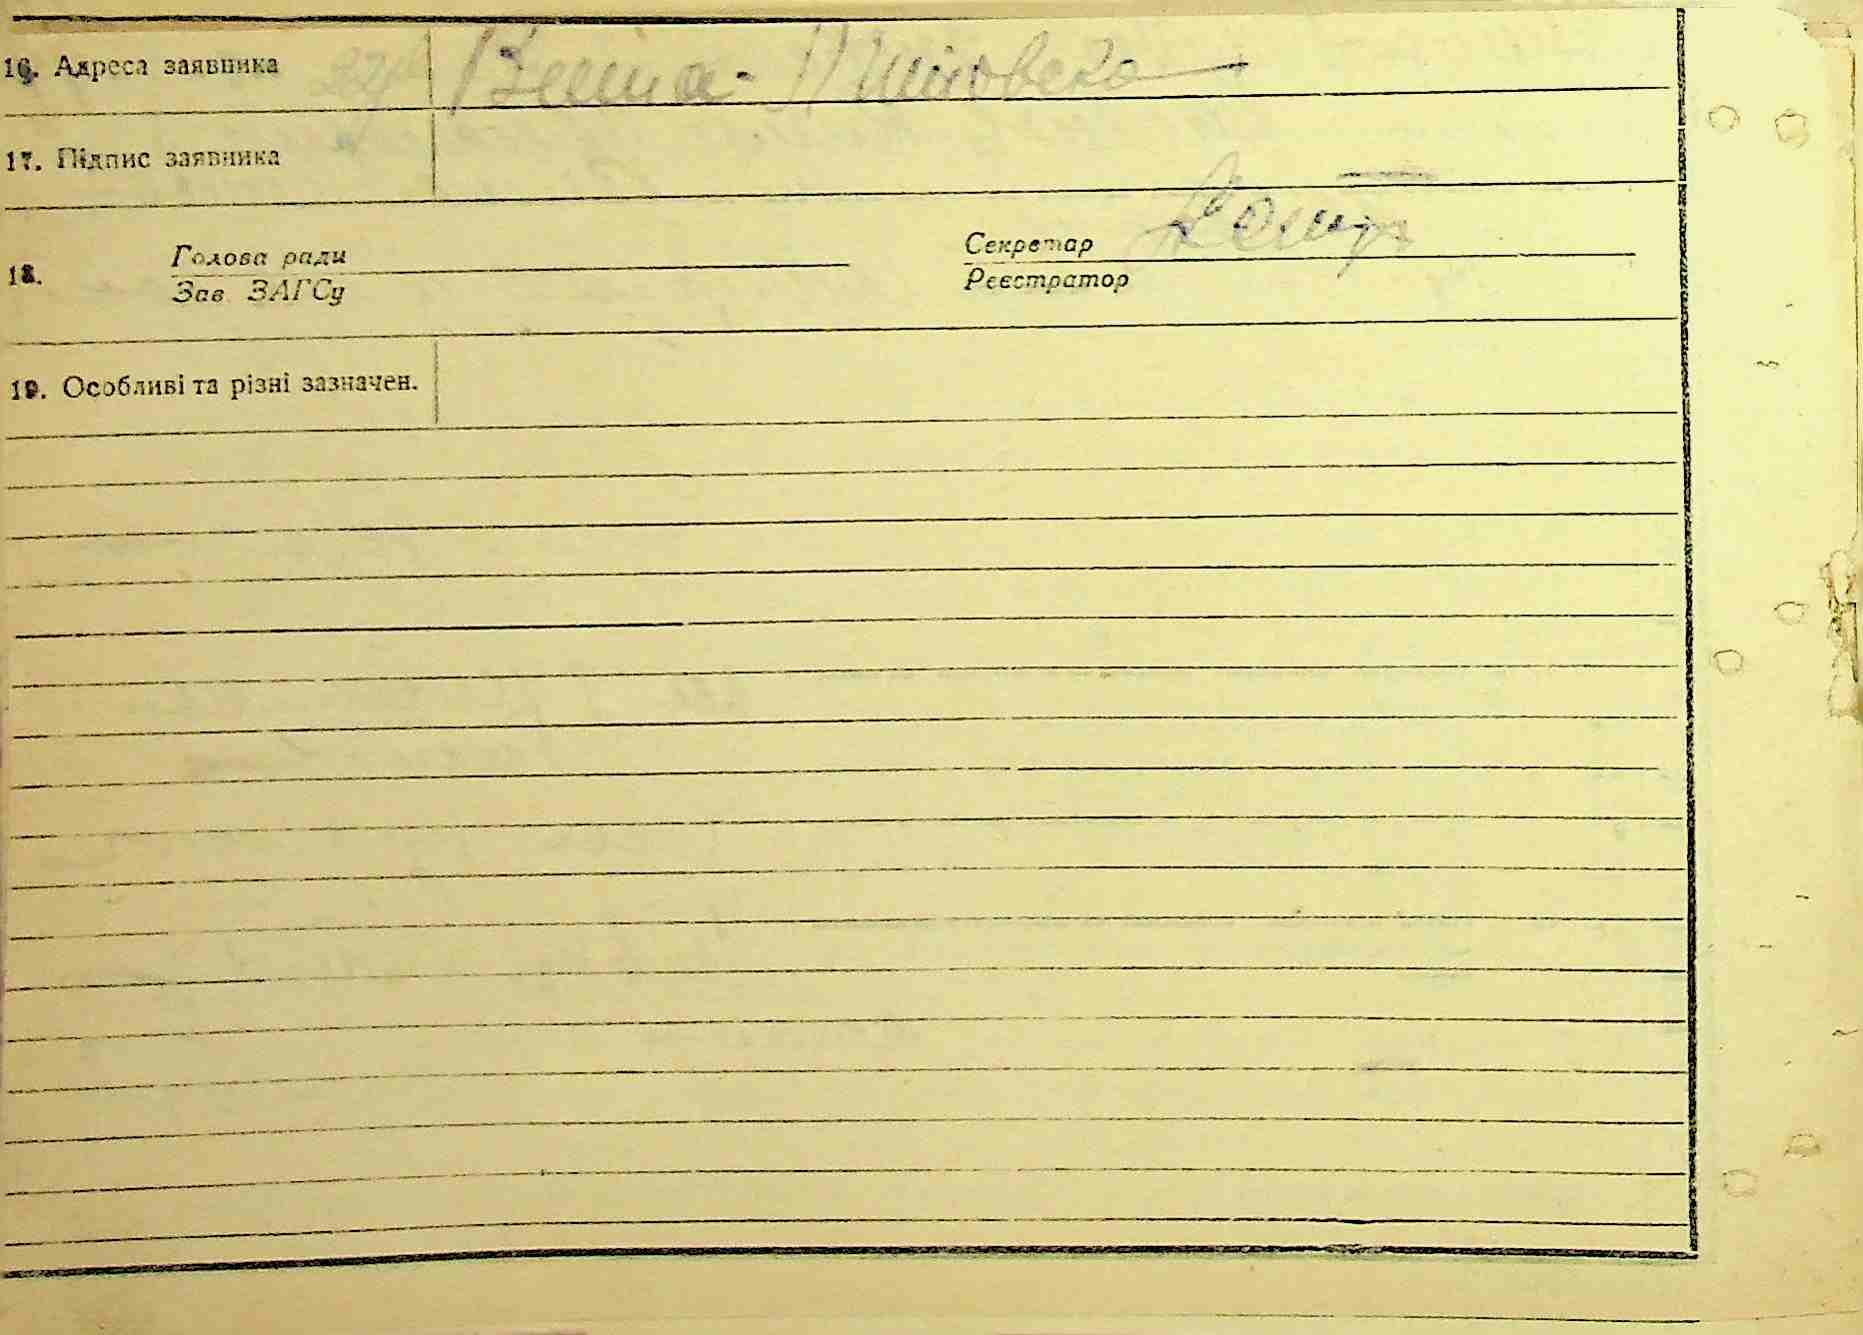 16. Адреса заявника
17. Підпис заявника
18. Голова ради Секретар
Зав. ЗАГСу Реєстратор
19. Особливі та різні зазначен.